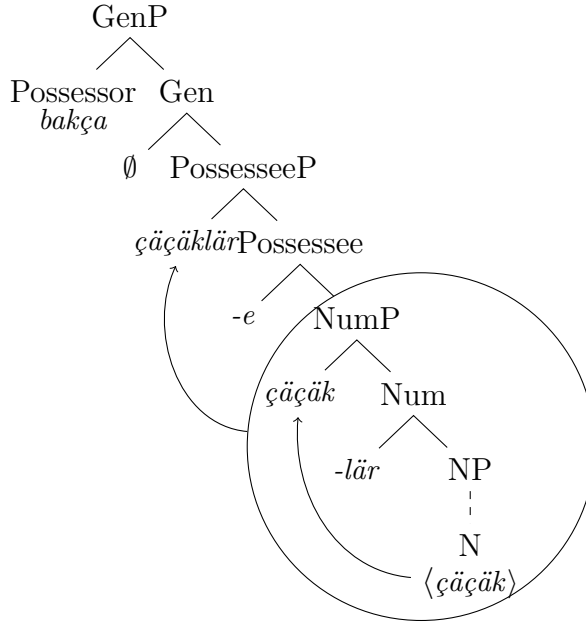 GenP
Possessor Gen
bakça
∅ PossesseeP
çäçäklär Possessee
-e NumP
çäçäk Num
-lär NP
N
⟨çäçäk⟩